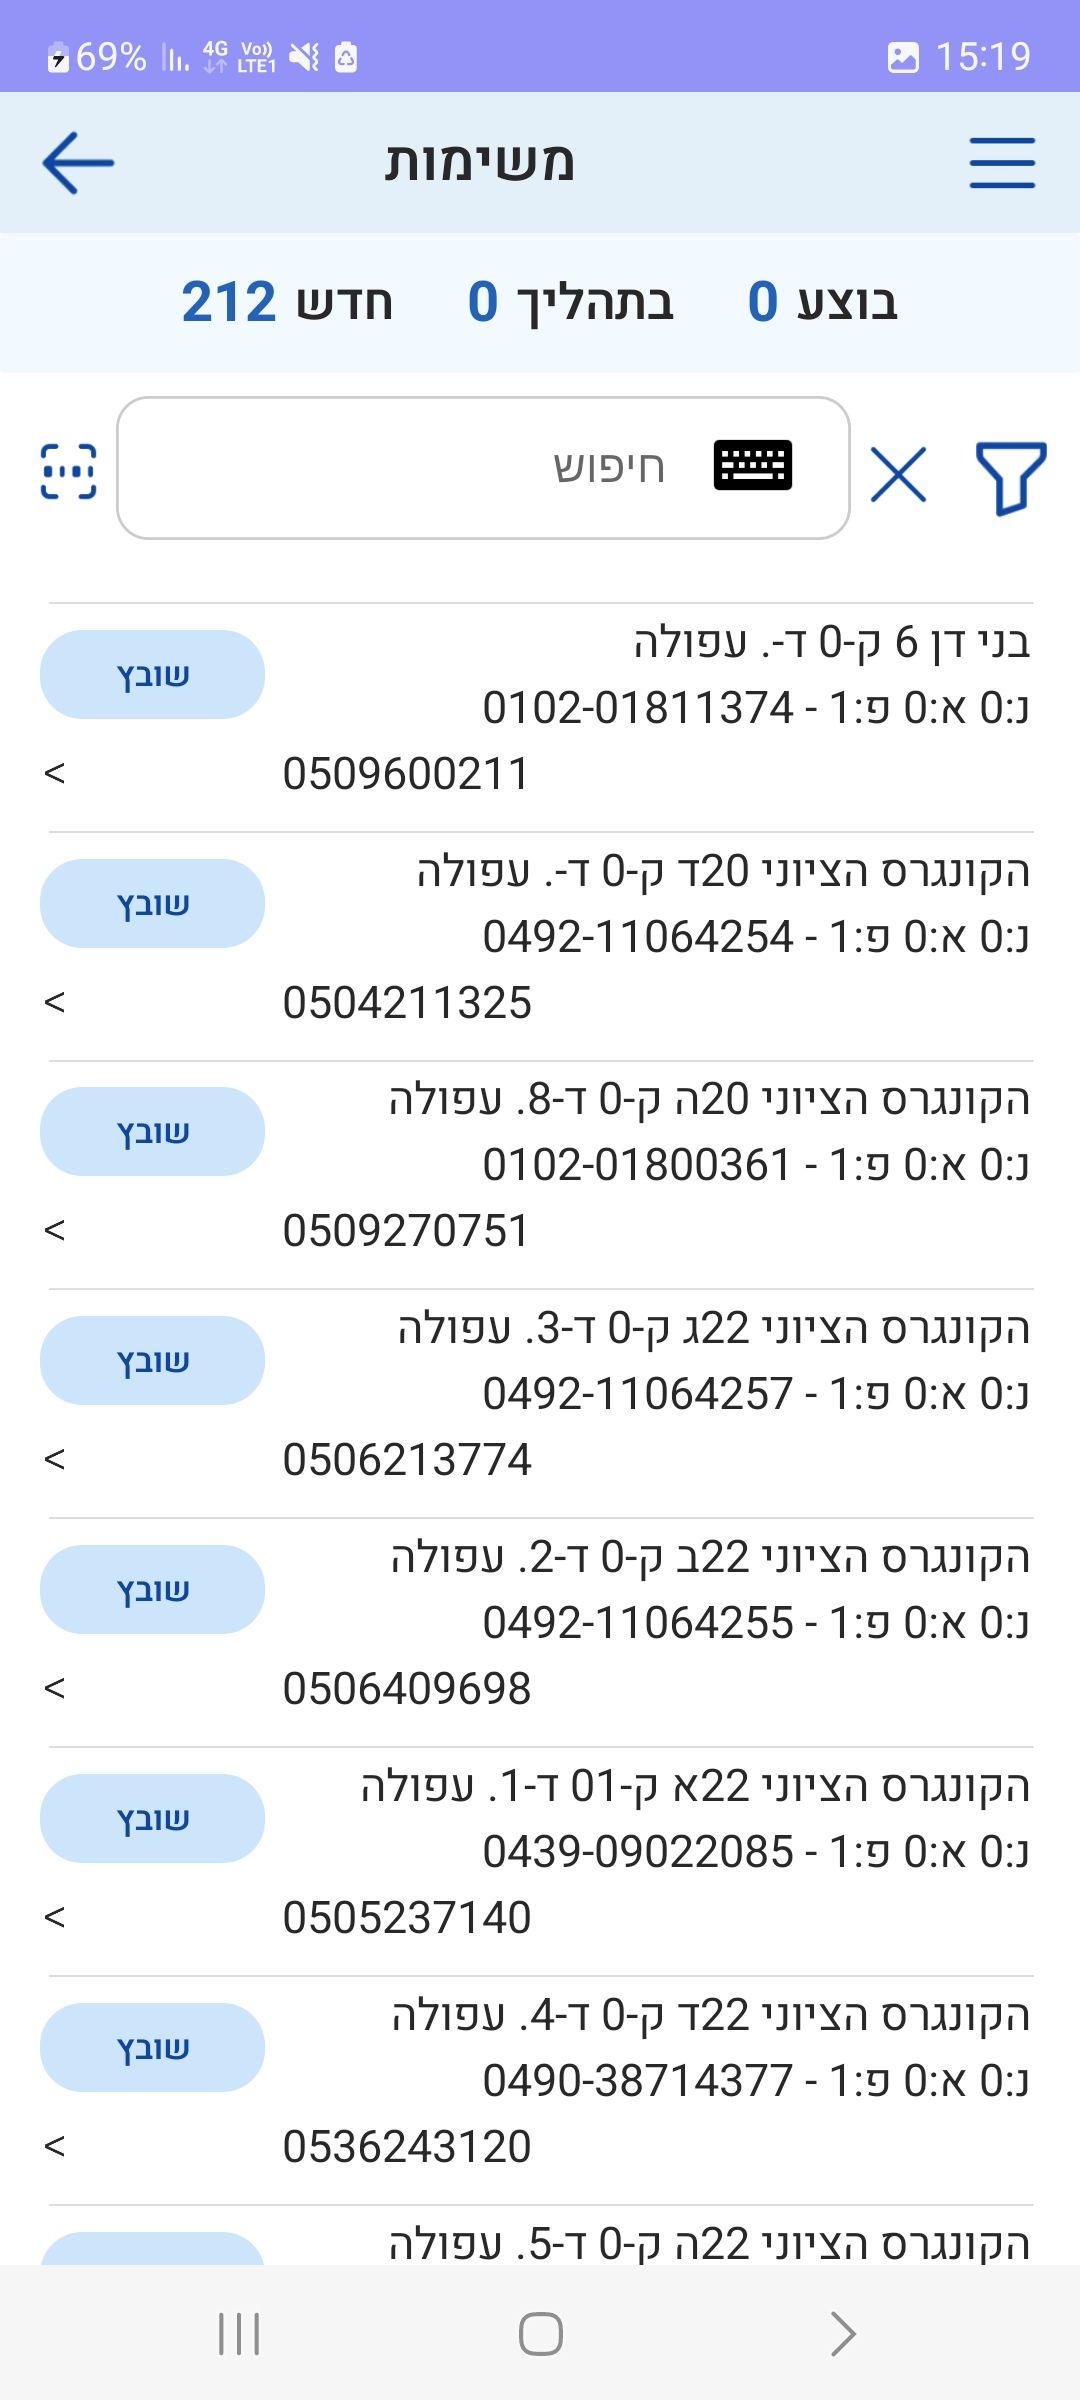 69% 4G Vo)) LTE1 15:19
משימות
בוצע 0 בתהליך 0 חדש 212
חיפוש
בני דן 6 ק-0 ד-. עפולה
שובץ
נ:0 א:0 פ:1 - 0102-01811374
0509600211
>
הקונגרס הציוני 20ד ק-0 ד-. עפולה
שובץ
נ:0 א:0 פ:1 - 0492-11064254
0504211325
>
הקונגרס הציוני 20ה ק-0 ד-8. עפולה
שובץ
נ:0 א:0 פ:1 - 0102-01800361
0509270751
>
הקונגרס הציוני 22ג ק-0 ד-3. עפולה
שובץ
נ:0 א:0 פ:1 - 0492-11064257
0506213774
>
הקונגרס הציוני 22ב ק-0 ד-2. עפולה
שובץ
נ:0 א:0 פ:1 - 0492-11064255
0506409698
>
הקונגרס הציוני 22א ק-01 ד-1. עפולה
שובץ
נ:0 א:0 פ:1 - 0439-09022085
0505237140
>
הקונגרס הציוני 22ד ק-0 ד-4. עפולה
שובץ
נ:0 א:0 פ:1 - 0490-38714377
0536243120
>
הקונגרס הציוני 22ה ק-0 ד-5. עפולה